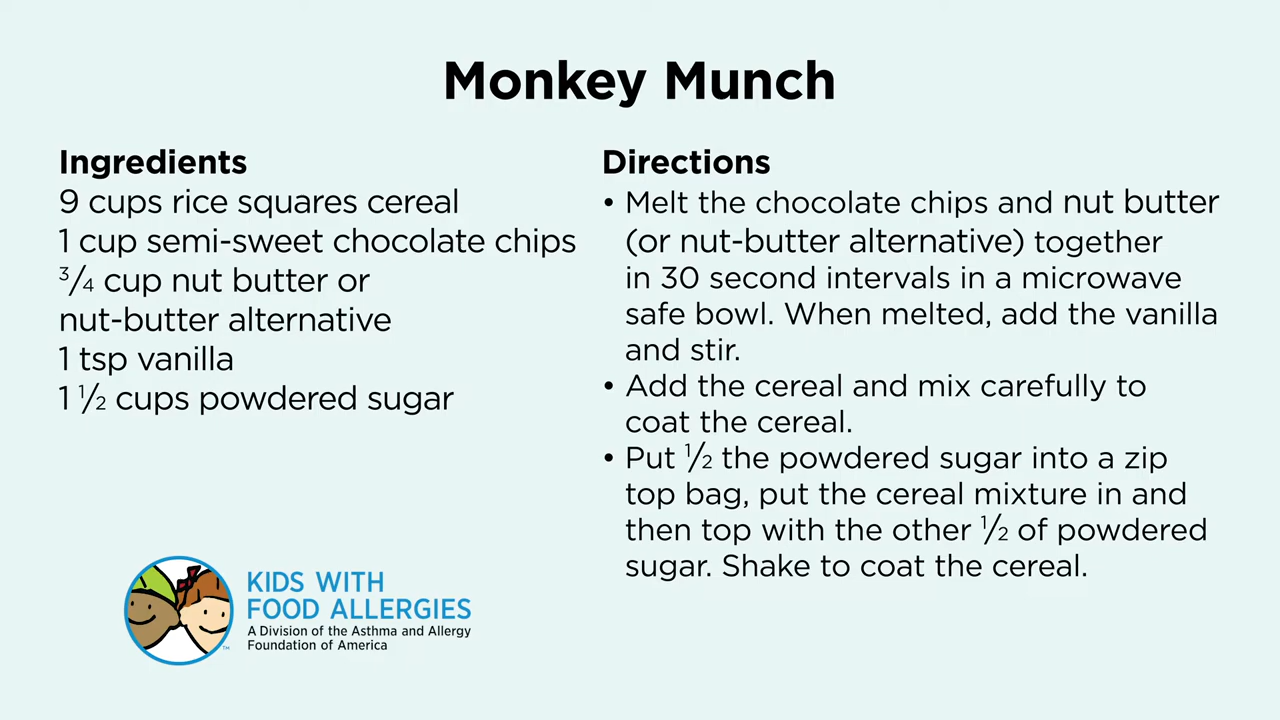 Monkey Munch
Ingredients
9 cups rice squares cereal
1 cup semi-sweet chocolate chips
3/4 cup nut butter or
nut-butter alternative
1 tsp vanilla
1 1/2 cups powdered sugar
Directions
• Melt the chocolate chips and nut butter
(or nut-butter alternative) together
in 30 second intervals in a microwave
safe bowl. When melted, add the vanilla
and stir.
• Add the cereal and mix carefully to
coat the cereal.
• Put 1/2 the powdered sugar into a zip
top bag, put the cereal mixture in and
then top with the other 1/2 of powdered
sugar. Shake to coat the cereal.
KIDS WITH
FOOD ALLERGIES
A Division of the Asthma and Allergy
Foundation of America
™